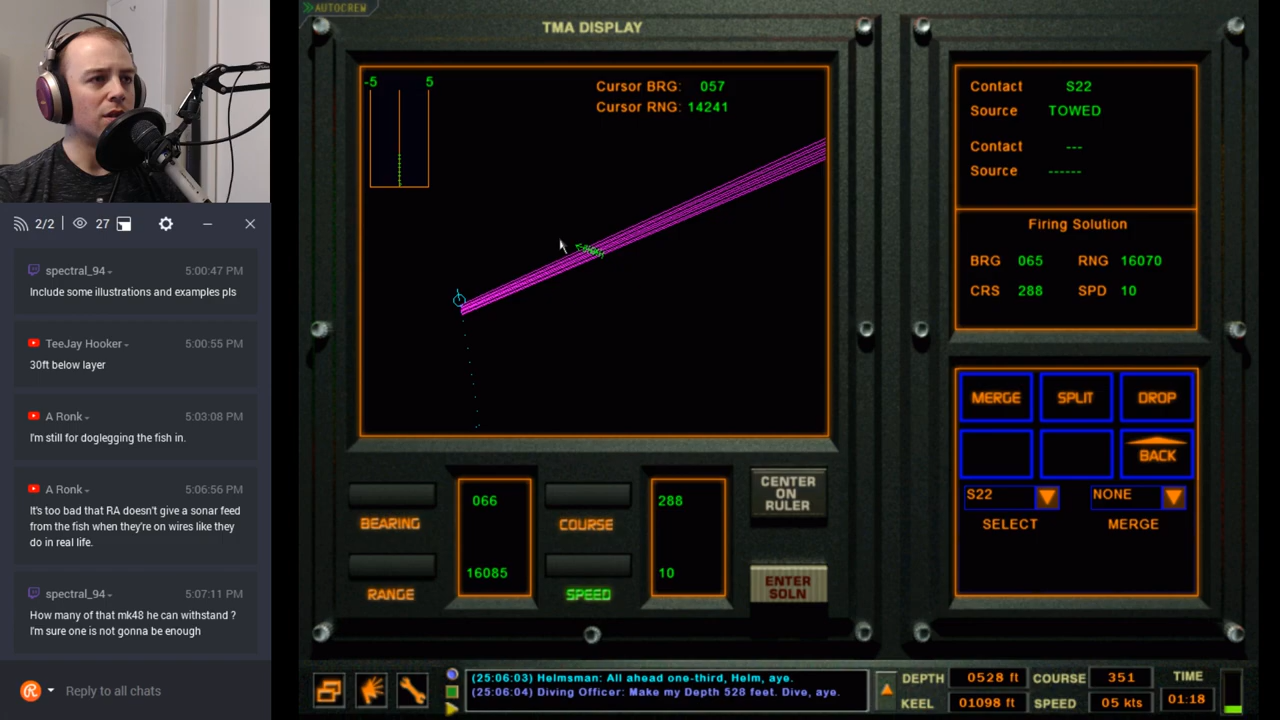 AUTOCREW
TMA DISPLAY
-5 5
Cursor BRG: 057
Cursor RNG: 14241
Contact S22
Source TOWED
Contact ---
Source ------
Firing Solution
BRG 065 RNG 16070
CRS 288 SPD 10
MERGE SPLIT DROP
BACK
S22 NONE
SELECT MERGE
BEARING 066 COURSE 288
RANGE 16085 SPEED 10
CENTER
ON
RULER
ENTER
SOLN
(25:06:03) Helmsman: All ahead one-third, Helm, aye.
(25:06:04) Diving Officer: Make my Depth 528 feet. Dive, aye.
DEPTH 0528 ft COURSE 351 TIME
KEEL 01098 ft SPEED 05 kts 01:18
2/2 27
spectral_94 5:00:47 PM
Include some illustrations and examples pls
TeeJay Hooker 5:00:55 PM
30ft below layer
A Ronk 5:03:08 PM
I'm still for doglegging the fish in.
A Ronk 5:06:56 PM
It's too bad that RA doesn't give a sonar feed
from the fish when they're on wires like they
do in real life.
spectral_94 5:07:11 PM
How many of that mk48 he can withstand ?
I'm sure one is not gonna be enough
Reply to all chats